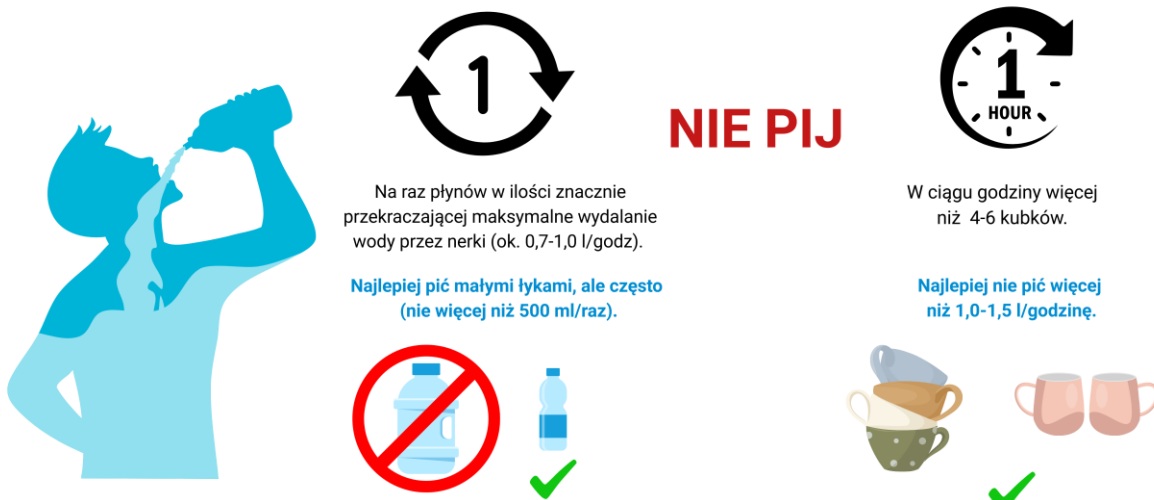 1
Na raz płynów w ilości znacznie
przekraczającej maksymalne wydalanie
wody przez nerki (ok. 0,7-1,0 l/godz).
Najlepiej pić małymi łykami, ale często
(nie więcej niż 500 ml/raz).
NIE PIJ
1
HOUR
W ciągu godziny więcej
niż 4-6 kubków.
Najlepiej nie pić więcej
niż 1,0-1,5 l/godzinę.